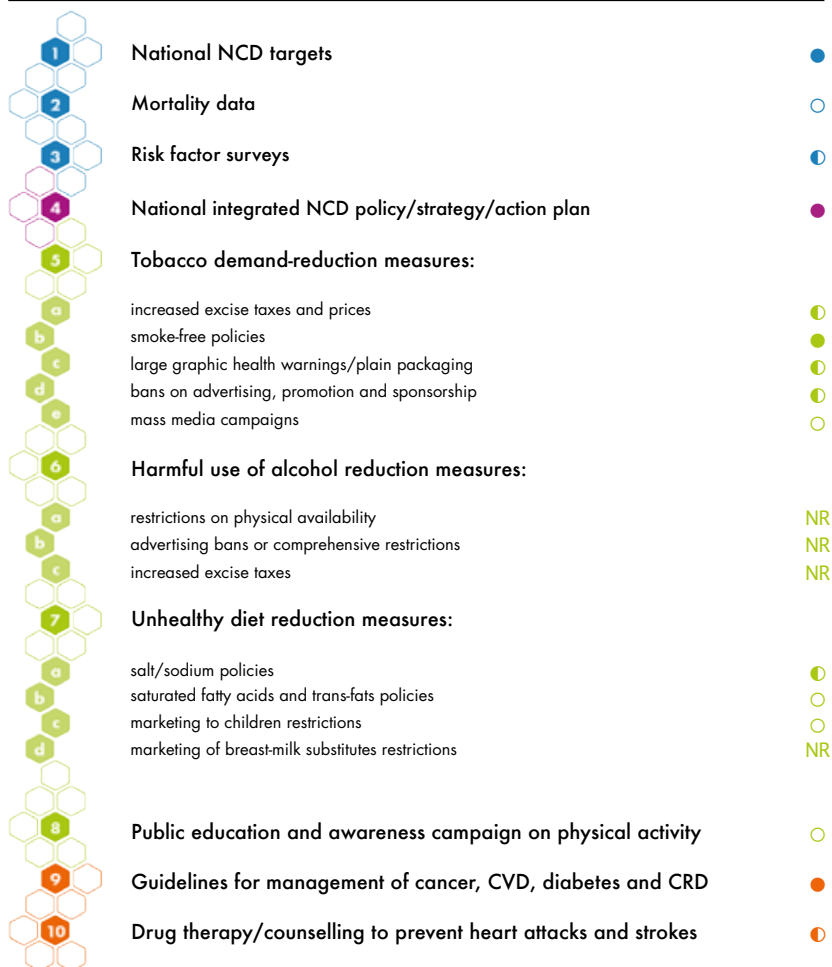 1 National NCD targets ●
2 Mortality data ○
3 Risk factor surveys ◐
4 National integrated NCD policy/strategy/action plan ●
5 Tobacco demand-reduction measures:
a increased excise taxes and prices ◐
b smoke-free policies ●
c large graphic health warnings/plain packaging ◐
d bans on advertising, promotion and sponsorship ◐
e mass media campaigns ○
6 Harmful use of alcohol reduction measures:
a restrictions on physical availability NR
b advertising bans or comprehensive restrictions NR
c increased excise taxes NR
7 Unhealthy diet reduction measures:
a salt/sodium policies ◐
b saturated fatty acids and trans-fats policies ○
c marketing to children restrictions ○
d marketing of breast-milk substitutes restrictions NR
8 Public education and awareness campaign on physical activity ○
9 Guidelines for management of cancer, CVD, diabetes and CRD ●
10 Drug therapy/counselling to prevent heart attacks and strokes ◐